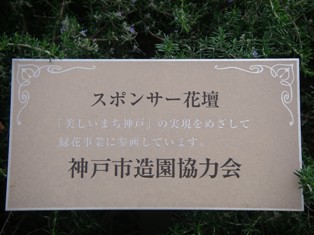 スポンサー花壇
「美しいまち神戸」の実現をめざして
緑花事業に参画しています。
神戸市造園協力会